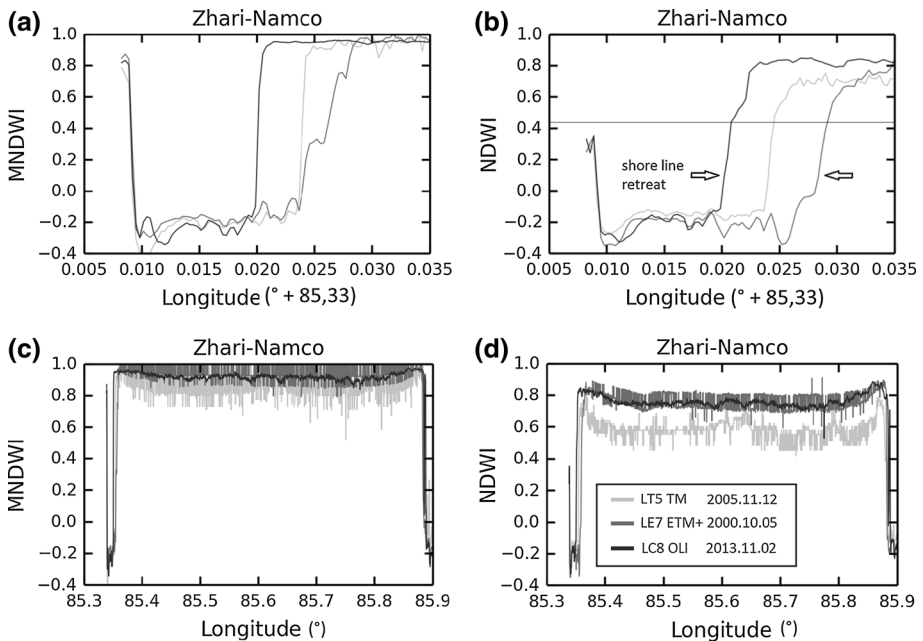 (a)
Zhari-Namco
1.0
0.8
0.6
0.4
0.2
0.0
−0.2
−0.4
MNDWI
0.005 0.010 0.015 0.020 0.025 0.030 0.035
Longitude (° + 85,33)
(b)
Zhari-Namco
1.0
0.8
0.6
0.4
0.2
0.0
−0.2
−0.4
NDWI
shore line
retreat
0.005 0.010 0.015 0.020 0.025 0.030 0.035
Longitude (° + 85,33)
(c)
Zhari-Namco
1.0
0.8
0.6
0.4
0.2
0.0
−0.2
−0.4
MNDWI
85.3 85.4 85.5 85.6 85.7 85.8 85.9
Longitude (°)
(d)
Zhari-Namco
1.0
0.8
0.6
0.4
0.2
0.0
−0.2
−0.4
NDWI
LT5 TM 2005.11.12
LE7 ETM+ 2000.10.05
LC8 OLI 2013.11.02
85.3 85.4 85.5 85.6 85.7 85.8 85.9
Longitude (°)